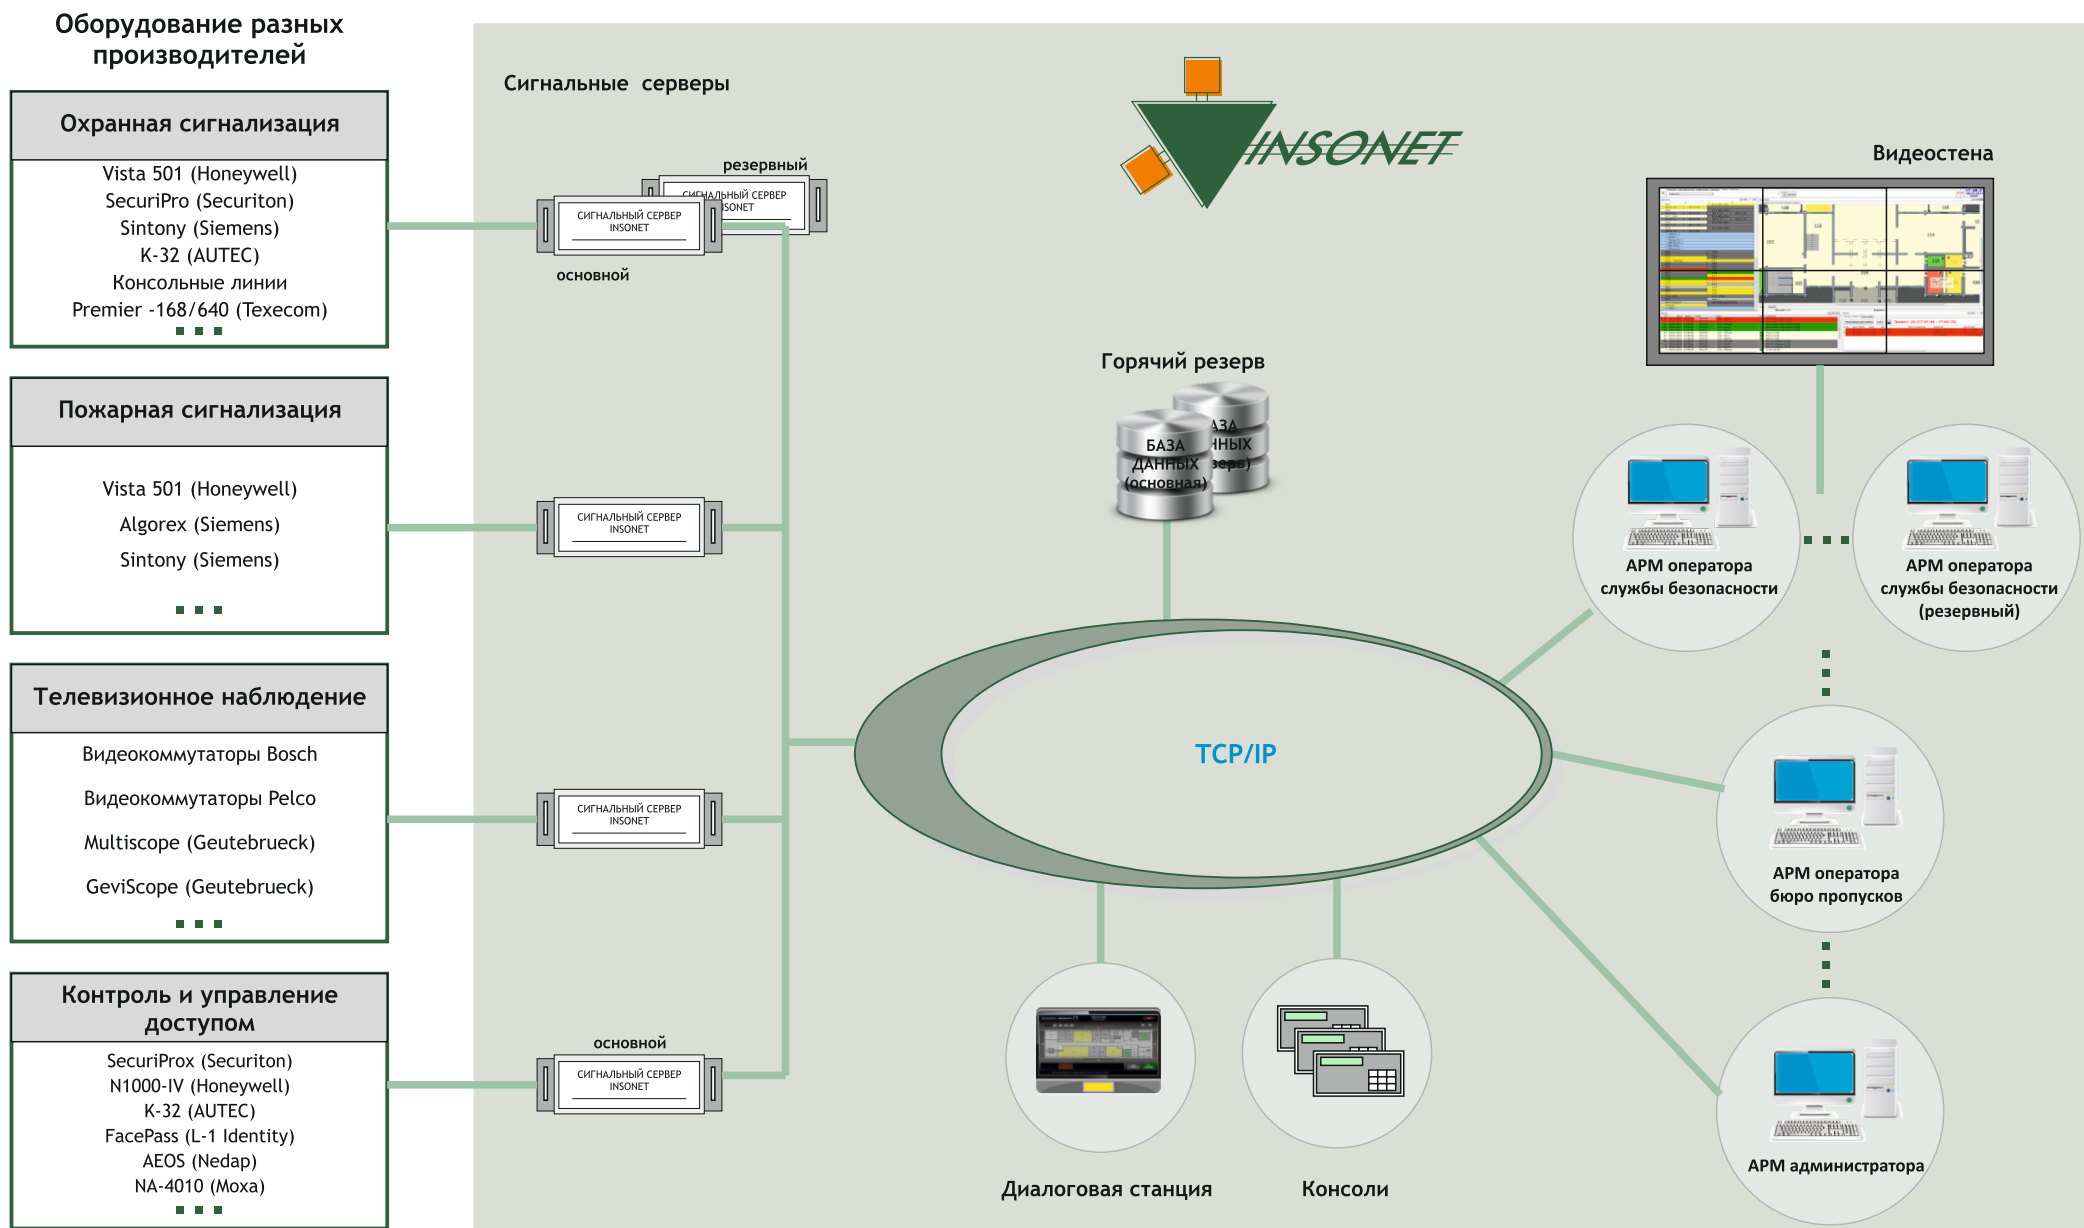 Оборудование разных
производителей
Охранная сигнализация
Vista 501 (Honeywell)
SecuriPro (Securiton)
Sintony (Siemens)
K-32 (AUTEC)
Консольные линии
Premier -168/640 (Texecom)
Пожарная сигнализация
Vista 501 (Honeywell)
Algorex (Siemens)
Sintony (Siemens)
Телевизионное наблюдение
Видеокоммутаторы Bosch
Видеокоммутаторы Pelco
Multiscope (Geutebrueck)
GeviScope (Geutebrueck)
Контроль и управление
доступом
SecuriProx (Securiton)
N1000-IV (Honeywell)
K-32 (AUTEC)
FacePass (L-1 Identity)
AEOS (Nedap)
NA-4010 (Moxa)
Сигнальные серверы
резервный
СИГНАЛЬНЫЙ СЕРВЕР
СИГНАЛЬНЫЙ СЕРВЕР
INSONET
основной
СИГНАЛЬНЫЙ СЕРВЕР
INSONET
СИГНАЛЬНЫЙ СЕРВЕР
INSONET
основной
СИГНАЛЬНЫЙ СЕРВЕР
INSONET
INSONET
Горячий резерв
БАЗА
ДАННЫХ
(основная)
TCP/IP
Диалоговая станция
Консоли
Видеостена
АРМ оператора
службы безопасности
АРМ оператора
службы безопасности
(резервный)
АРМ оператора
бюро пропусков
АРМ администратора